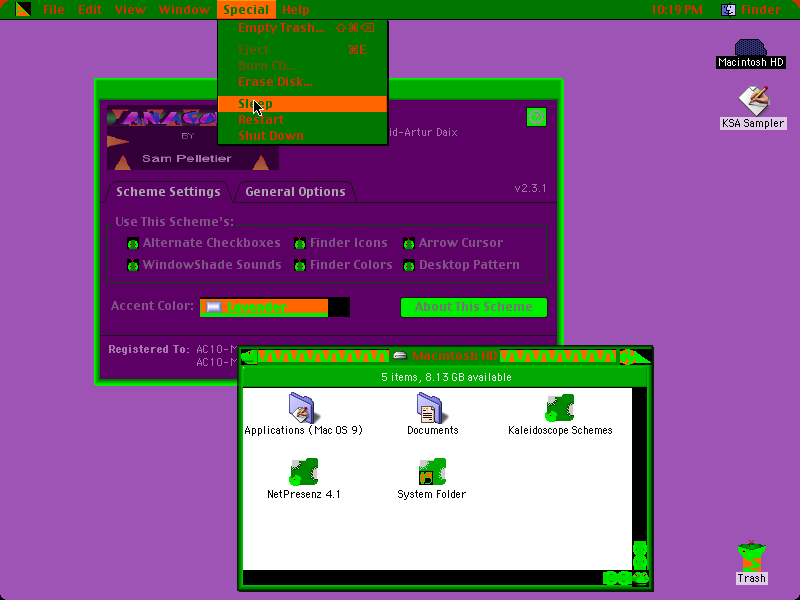 File Edit View Window Special Help 10:19 PM Finder
Empty Trash... ⇧⌘⌫
Eject ⌘E
Burn CD...
Erase Disk...
Sleep
Restart
Shut Down
Macintosh HD
KSA Sampler
BY
Sam Pelletier
id-Artur Daix
Scheme Settings General Options v2.3.1
Use This Scheme's:
Alternate Checkboxes Finder Icons Arrow Cursor
WindowShade Sounds Finder Colors Desktop Pattern
Accent Color: Lavender About This Scheme
Registered To: AC10-M
AC10-M
Macintosh HD
5 items, 8.13 GB available
Applications (Mac OS 9) Documents Kaleidoscope Schemes
NetPresenz 4.1 System Folder
Trash